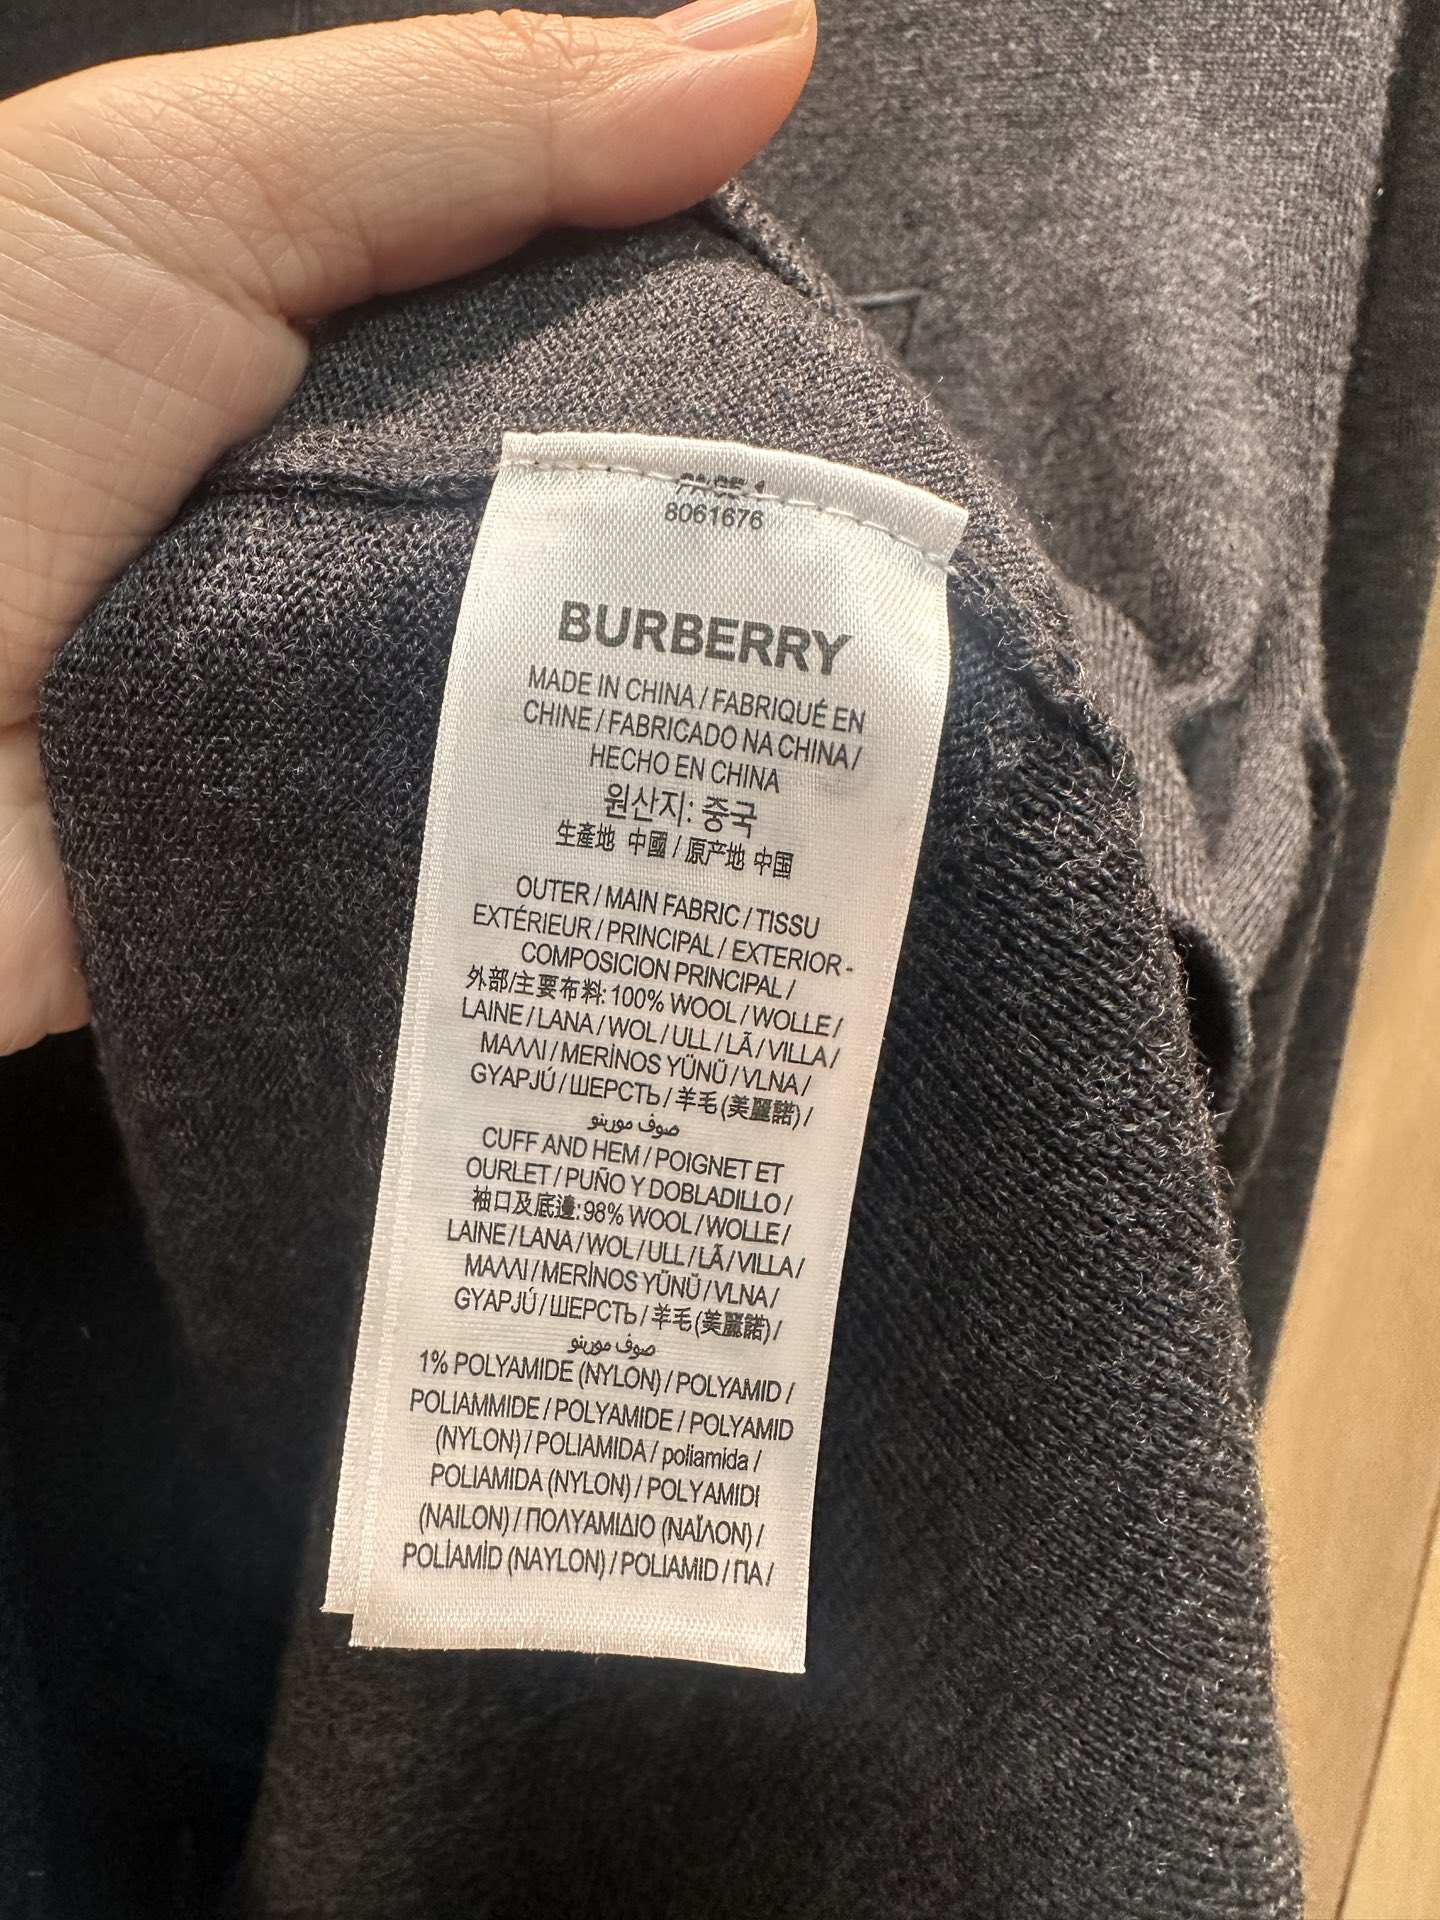 PAGE 1
8061676
BURBERRY
MADE IN CHINA / FABRIQUÉ EN
CHINE / FABRICADO NA CHINA /
HECHO EN CHINA
원산지: 중국
生產地 中國 / 原产地 中国
OUTER / MAIN FABRIC / TISSU
EXTÉRIEUR / PRINCIPAL / EXTERIOR -
COMPOSICION PRINCIPAL /
外部/主要布料: 100% WOOL / WOLLE /
LAINE / LANA / WOL / ULL / LÃ / VILLA /
ΜΑΛΛΙ / MERİNOS YÜNÜ / VLNA /
GYAPJÚ / ШЕРСТЬ / 羊毛 (美麗諾) /
صوف مورينو
CUFF AND HEM / POIGNET ET
OURLET / PUÑO Y DOBLADILLO /
袖口及底邊: 98% WOOL / WOLLE /
LAINE / LANA / WOL / ULL / LÃ / VILLA /
ΜΑΛΛΙ / MERİNOS YÜNÜ / VLNA /
GYAPJÚ / ШЕРСТЬ / 羊毛 (美麗諾) /
صوف مورينو
1% POLYAMIDE (NYLON) / POLYAMID /
POLIAMMIDE / POLYAMIDE / POLYAMID
(NYLON) / POLIAMIDA / poliamida /
POLIAMIDA (NYLON) / POLYAMIDI
(NAILON) / ΠΟΛΥΑΜΙΔΙΟ (ΝΑΪΛΟΝ) /
POLİAMİD (NAYLON) / POLIAMID / ПА /